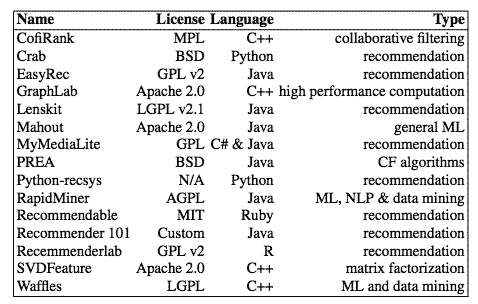 Name License Language Type
CofiRank MPL C++ collaborative filtering
Crab BSD Python recommendation
EasyRec GPL v2 Java recommendation
GraphLab Apache 2.0 C++ high performance computation
Lenskit LGPL v2.1 Java recommendation
Mahout Apache 2.0 Java general ML
MyMediaLite GPL C# & Java recommendation
PREA BSD Java CF algorithms
Python-recsys N/A Python recommendation
RapidMiner AGPL Java ML, NLP & data mining
Recommendable MIT Ruby recommendation
Recommender 101 Custom Java recommendation
Recemmenderlab GPL v2 R recommendation
SVDFeature Apache 2.0 C++ matrix factorization
Waffles LGPL C++ ML and data mining